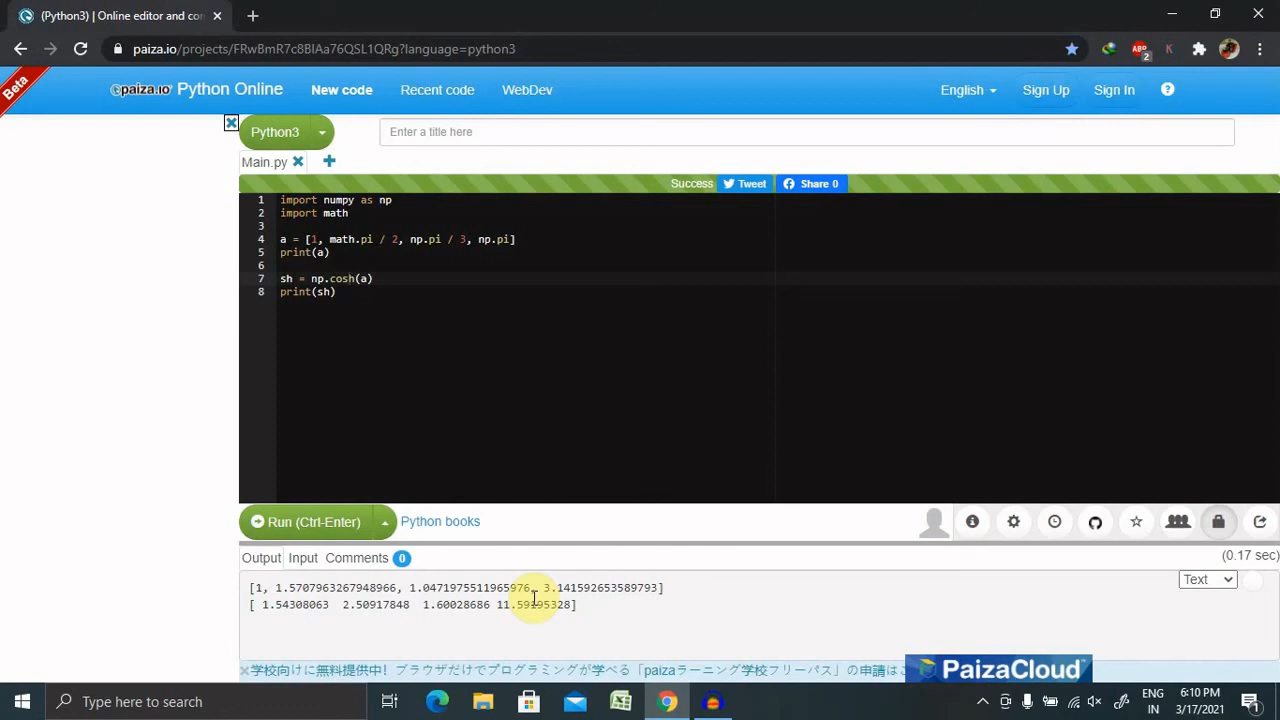 (Python3) | Online editor and con
paiza.io/projects/FRwBmR7c8BIAa76QSL1QRg?language=python3
ABP
2
K
Beta
paiza.io Python Online
New code
Recent code
WebDev
English
Sign Up
Sign In
Python3
Enter a title here
Main.py
Success
Tweet
Share 0
1 import numpy as np
2 import math
3
4 a = [1, math.pi / 2, np.pi / 3, np.pi]
5 print(a)
6
7 sh = np.cosh(a)
8 print(sh)
Run (Ctrl-Enter)
Python books
Output
Input
Comments 0
(0.17 sec)
[1, 1.5707963267948966, 1.0471975511965976, 3.141592653589793]
Text
[ 1.54308063 2.50917848 1.60028686 11.59195328]
学校向けに無料提供中! ブラウザだけでプログラミングが学べる「paizaラーニング学校フリーパス」の申請は
PaizaCloud
Type here to search
ENG
IN
6:10 PM
3/17/2021
1